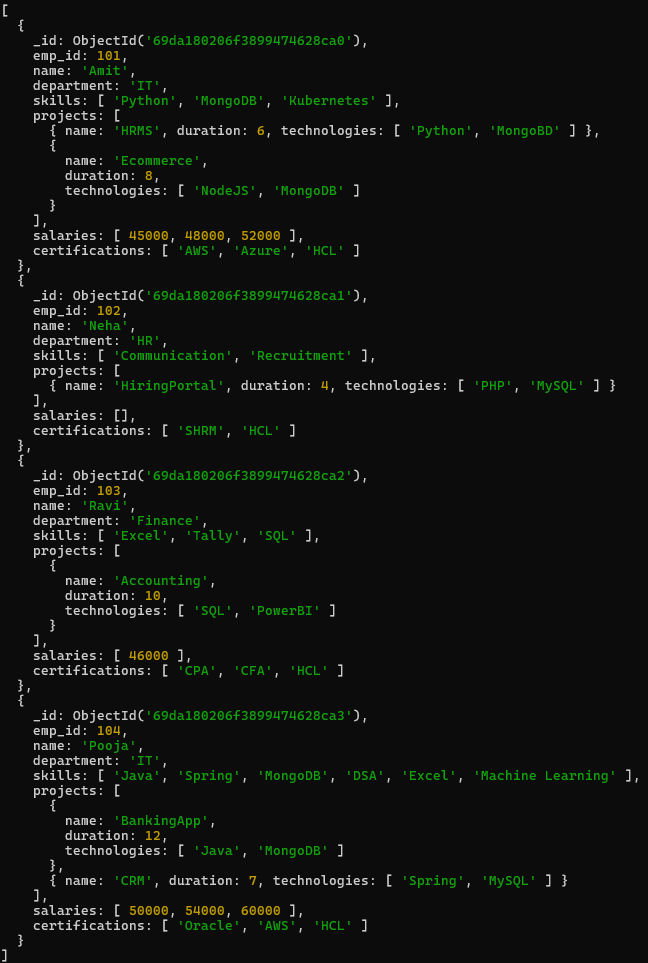 [
  {
    _id: ObjectId('69da180206f3899474628ca0'),
    emp_id: 101,
    name: 'Amit',
    department: 'IT',
    skills: [ 'Python', 'MongoDB', 'Kubernetes' ],
    projects: [
      { name: 'HRMS', duration: 6, technologies: [ 'Python', 'MongoBD' ] },
      {
        name: 'Ecommerce',
        duration: 8,
        technologies: [ 'NodeJS', 'MongoDB' ]
      }
    ],
    salaries: [ 45000, 48000, 52000 ],
    certifications: [ 'AWS', 'Azure', 'HCL' ]
  },
  {
    _id: ObjectId('69da180206f3899474628ca1'),
    emp_id: 102,
    name: 'Neha',
    department: 'HR',
    skills: [ 'Communication', 'Recruitment' ],
    projects: [
      { name: 'HiringPortal', duration: 4, technologies: [ 'PHP', 'MySQL' ] }
    ],
    salaries: [],
    certifications: [ 'SHRM', 'HCL' ]
  },
  {
    _id: ObjectId('69da180206f3899474628ca2'),
    emp_id: 103,
    name: 'Ravi',
    department: 'Finance',
    skills: [ 'Excel', 'Tally', 'SQL' ],
    projects: [
      {
        name: 'Accounting',
        duration: 10,
        technologies: [ 'SQL', 'PowerBI' ]
      }
    ],
    salaries: [ 46000 ],
    certifications: [ 'CPA', 'CFA', 'HCL' ]
  },
  {
    _id: ObjectId('69da180206f3899474628ca3'),
    emp_id: 104,
    name: 'Pooja',
    department: 'IT',
    skills: [ 'Java', 'Spring', 'MongoDB', 'DSA', 'Excel', 'Machine Learning' ],
    projects: [
      {
        name: 'BankingApp',
        duration: 12,
        technologies: [ 'Java', 'MongoDB' ]
      },
      { name: 'CRM', duration: 7, technologies: [ 'Spring', 'MySQL' ] }
    ],
    salaries: [ 50000, 54000, 60000 ],
    certifications: [ 'Oracle', 'AWS', 'HCL' ]
  }
]